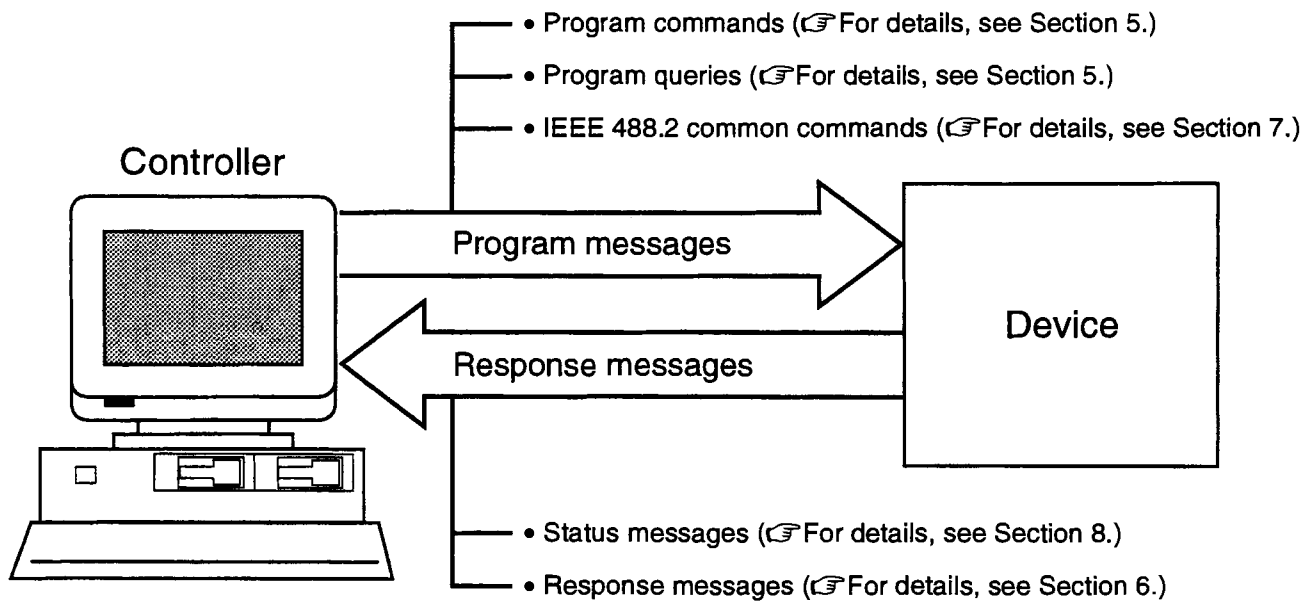 • Program commands (☞For details, see Section 5.)
• Program queries (☞For details, see Section 5.)
• IEEE 488.2 common commands (☞For details, see Section 7.)
Controller
Program messages
Device
Response messages
• Status messages (☞For details, see Section 8.)
• Response messages (☞For details, see Section 6.)